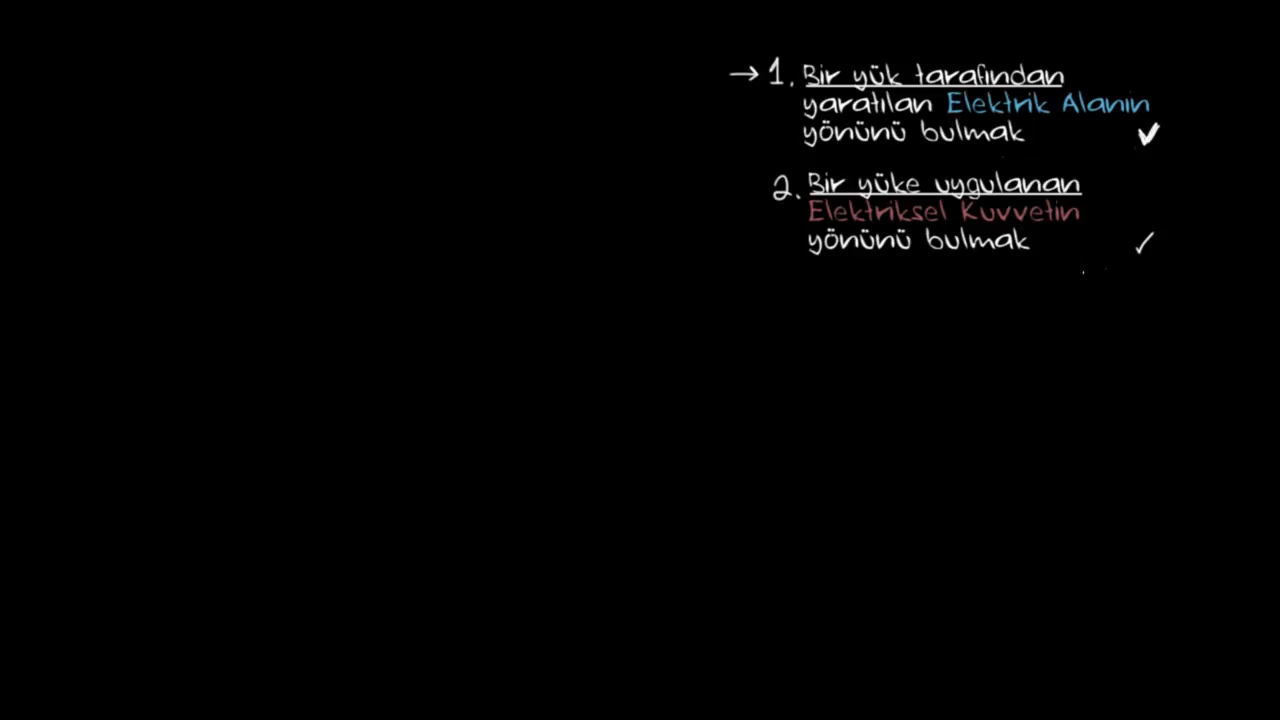 → 1. Bir yük tarafından
yaratılan Elektrik Alanın
yönünü bulmak ✓
2. Bir yüke uygulanan
Elektriksel Kuvvetin
yönünü bulmak ✓